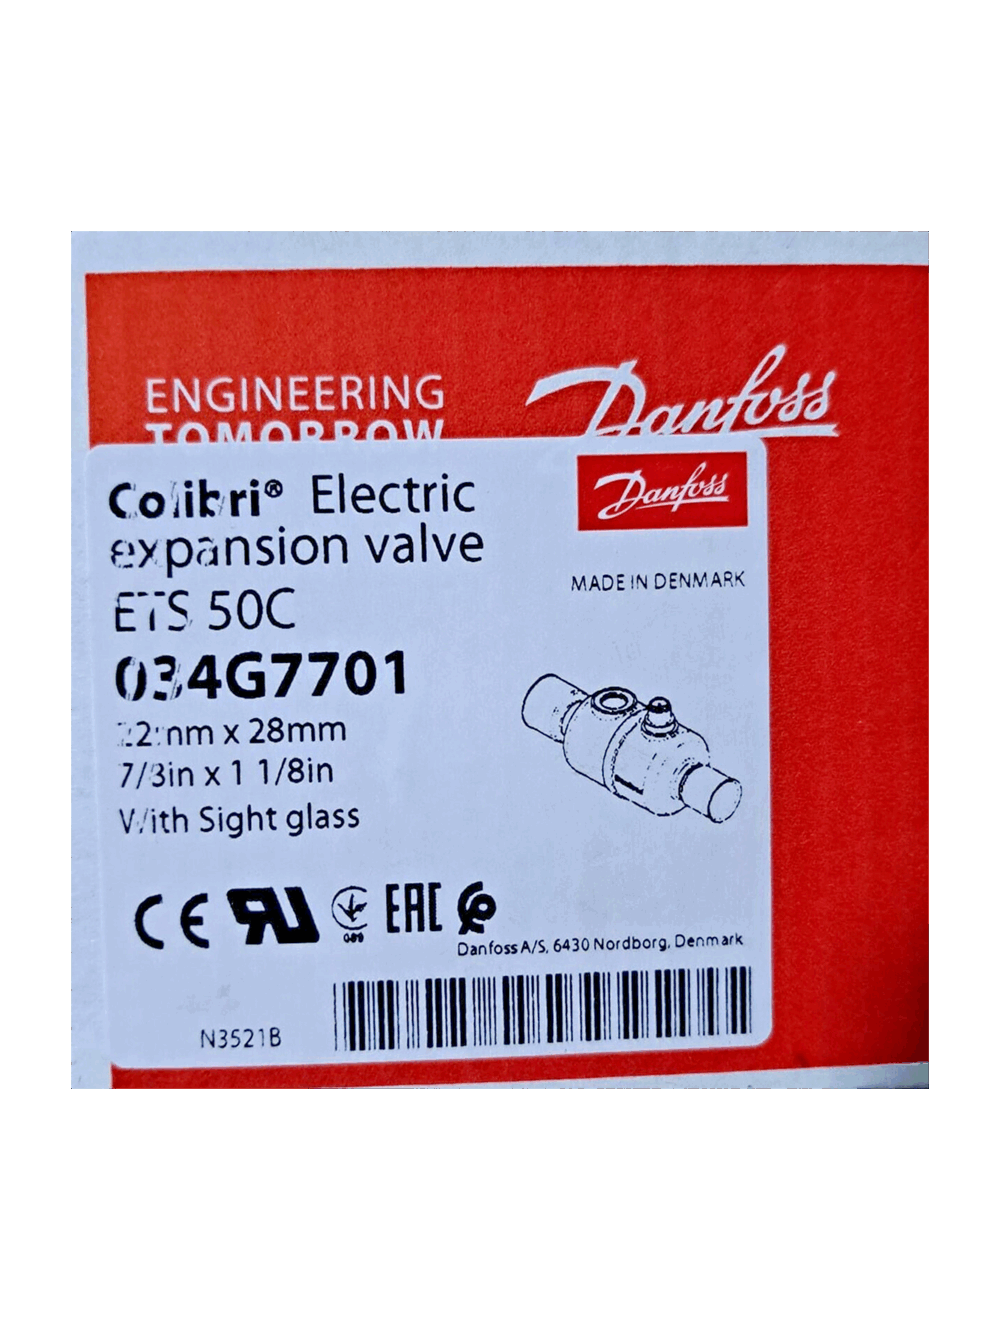 ENGINEERING
TOMORROW
Danfoss
Colibri® Electric
expansion valve
ETS 50C
034G7701
22mm x 28mm
7/8in x 1 1/8in
With Sight glass
Danfoss
MADE IN DENMARK
CE
EAC
Danfoss A/S, 6430 Nordborg, Denmark
N3521B